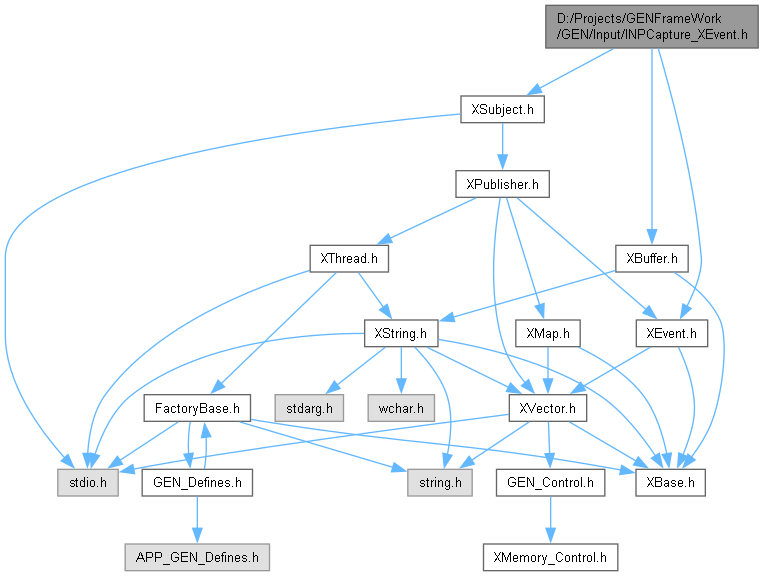 D:/Projects/GENFrameWork
/GEN/Input/INPCapture_XEvent.h
XSubject.h
XPublisher.h
XThread.h
XBuffer.h
XString.h
XMap.h
XEvent.h
FactoryBase.h
stdarg.h
wchar.h
XVector.h
stdio.h
GEN_Defines.h
string.h
GEN_Control.h
XBase.h
APP_GEN_Defines.h
XMemory_Control.h